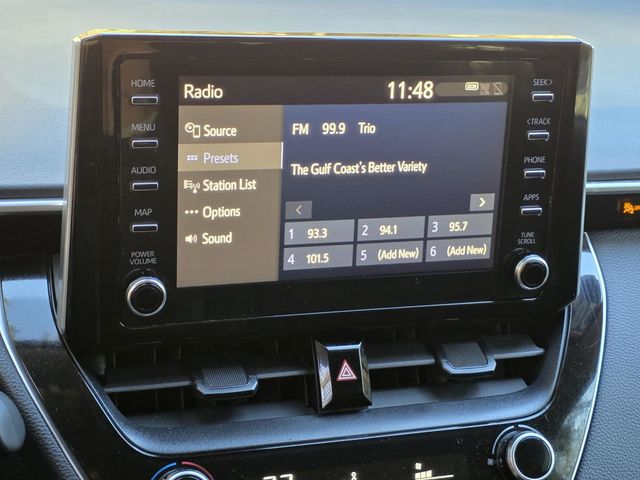 HOME
MENU
AUDIO
MAP
POWER
VOLUME
Radio
11:48
DCM
Source
Presets
Station List
Options
Sound
FM 99.9 Trio
The Gulf Coast's Better Variety
1 93.3
2 94.1
3 95.7
4 101.5
5 (Add New)
6 (Add New)
SEEK>
<TRACK
PHONE
APPS
TUNE
SCROLL